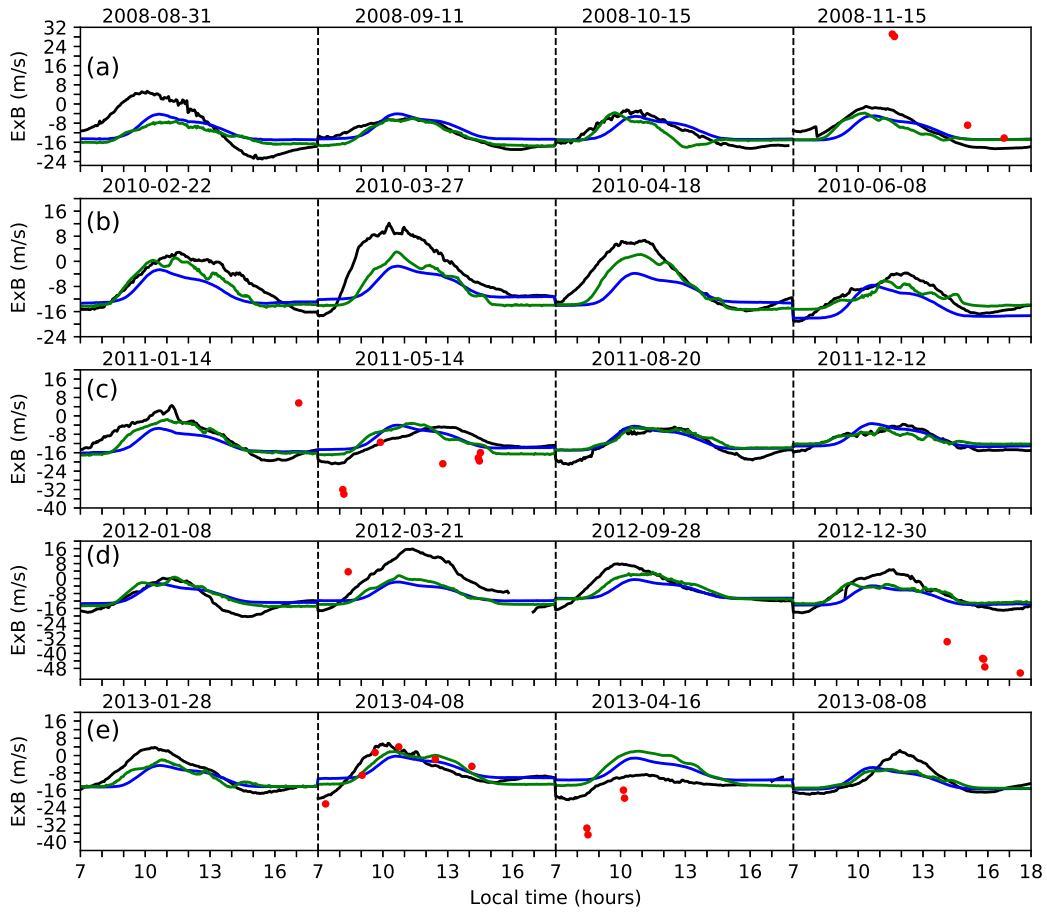 2008-08-31 2008-09-11 2008-10-15 2008-11-15
32
24
16
8
0
-8
-16
-24
ExB (m/s)
(a)
2010-02-22 2010-03-27 2010-04-18 2010-06-08
16
8
0
-8
-16
-24
ExB (m/s)
(b)
2011-01-14 2011-05-14 2011-08-20 2011-12-12
16
8
0
-8
-16
-24
-32
-40
ExB (m/s)
(c)
2012-01-08 2012-03-21 2012-09-28 2012-12-30
16
8
0
-8
-16
-24
-32
-40
-48
ExB (m/s)
(d)
2013-01-28 2013-04-08 2013-04-16 2013-08-08
16
8
0
-8
-16
-24
-32
-40
ExB (m/s)
(e)
7 10 13 16 7 10 13 16 7 10 13 16 7 10 13 16 18
Local time (hours)